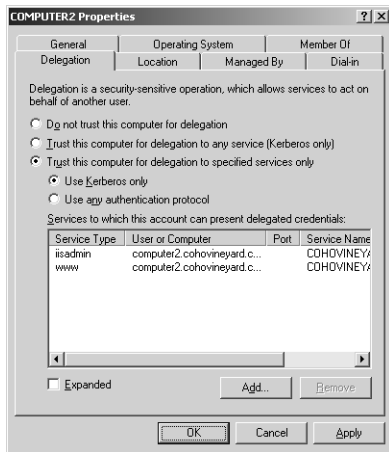 COMPUTER2 Properties
General Operating System Member Of
Delegation Location Managed By Dial-in
Delegation is a security-sensitive operation, which allows services to act on
behalf of another user.
Do not trust this computer for delegation
Trust this computer for delegation to any service (Kerberos only)
Trust this computer for delegation to specified services only
Use Kerberos only
Use any authentication protocol
Services to which this account can present delegated credentials:
Service Type User or Computer Port Service Name
iisadmin computer2.cohovineyard.c... COHOVINEYA
www computer2.cohovineyard.c... COHOVINEYA
Expanded Add... Remove
OK Cancel Apply